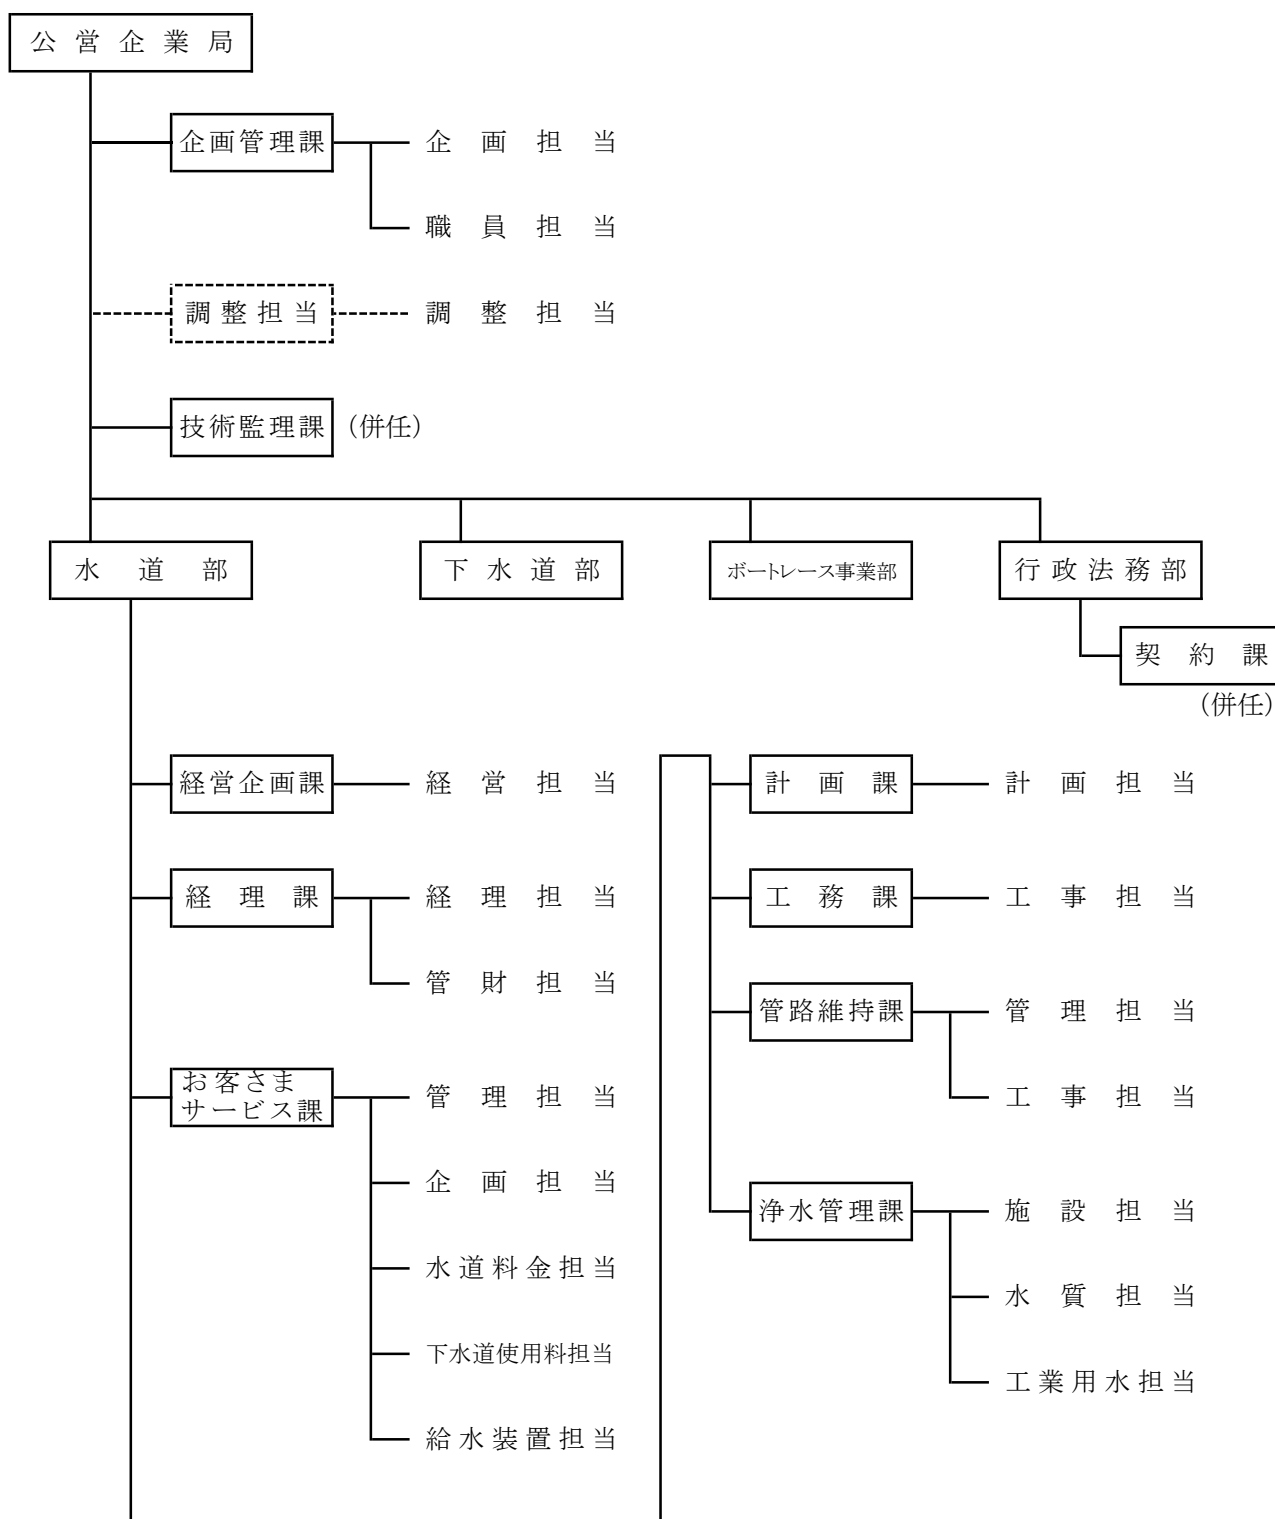 公営企業局
企画管理課 企画担当
職員担当
調整担当 調整担当
技術監理課 (併任)
水道部 下水道部 ボートレース事業部 行政法務部
契約課
(併任)
経営企画課 経営担当
経理課 経理担当
管財担当
お客さま
サービス課 管理担当
企画担当
水道料金担当
下水道使用料担当
給水装置担当
計画課 計画担当
工務課 工事担当
管路維持課 管理担当
工事担当
浄水管理課 施設担当
水質担当
工業用水担当